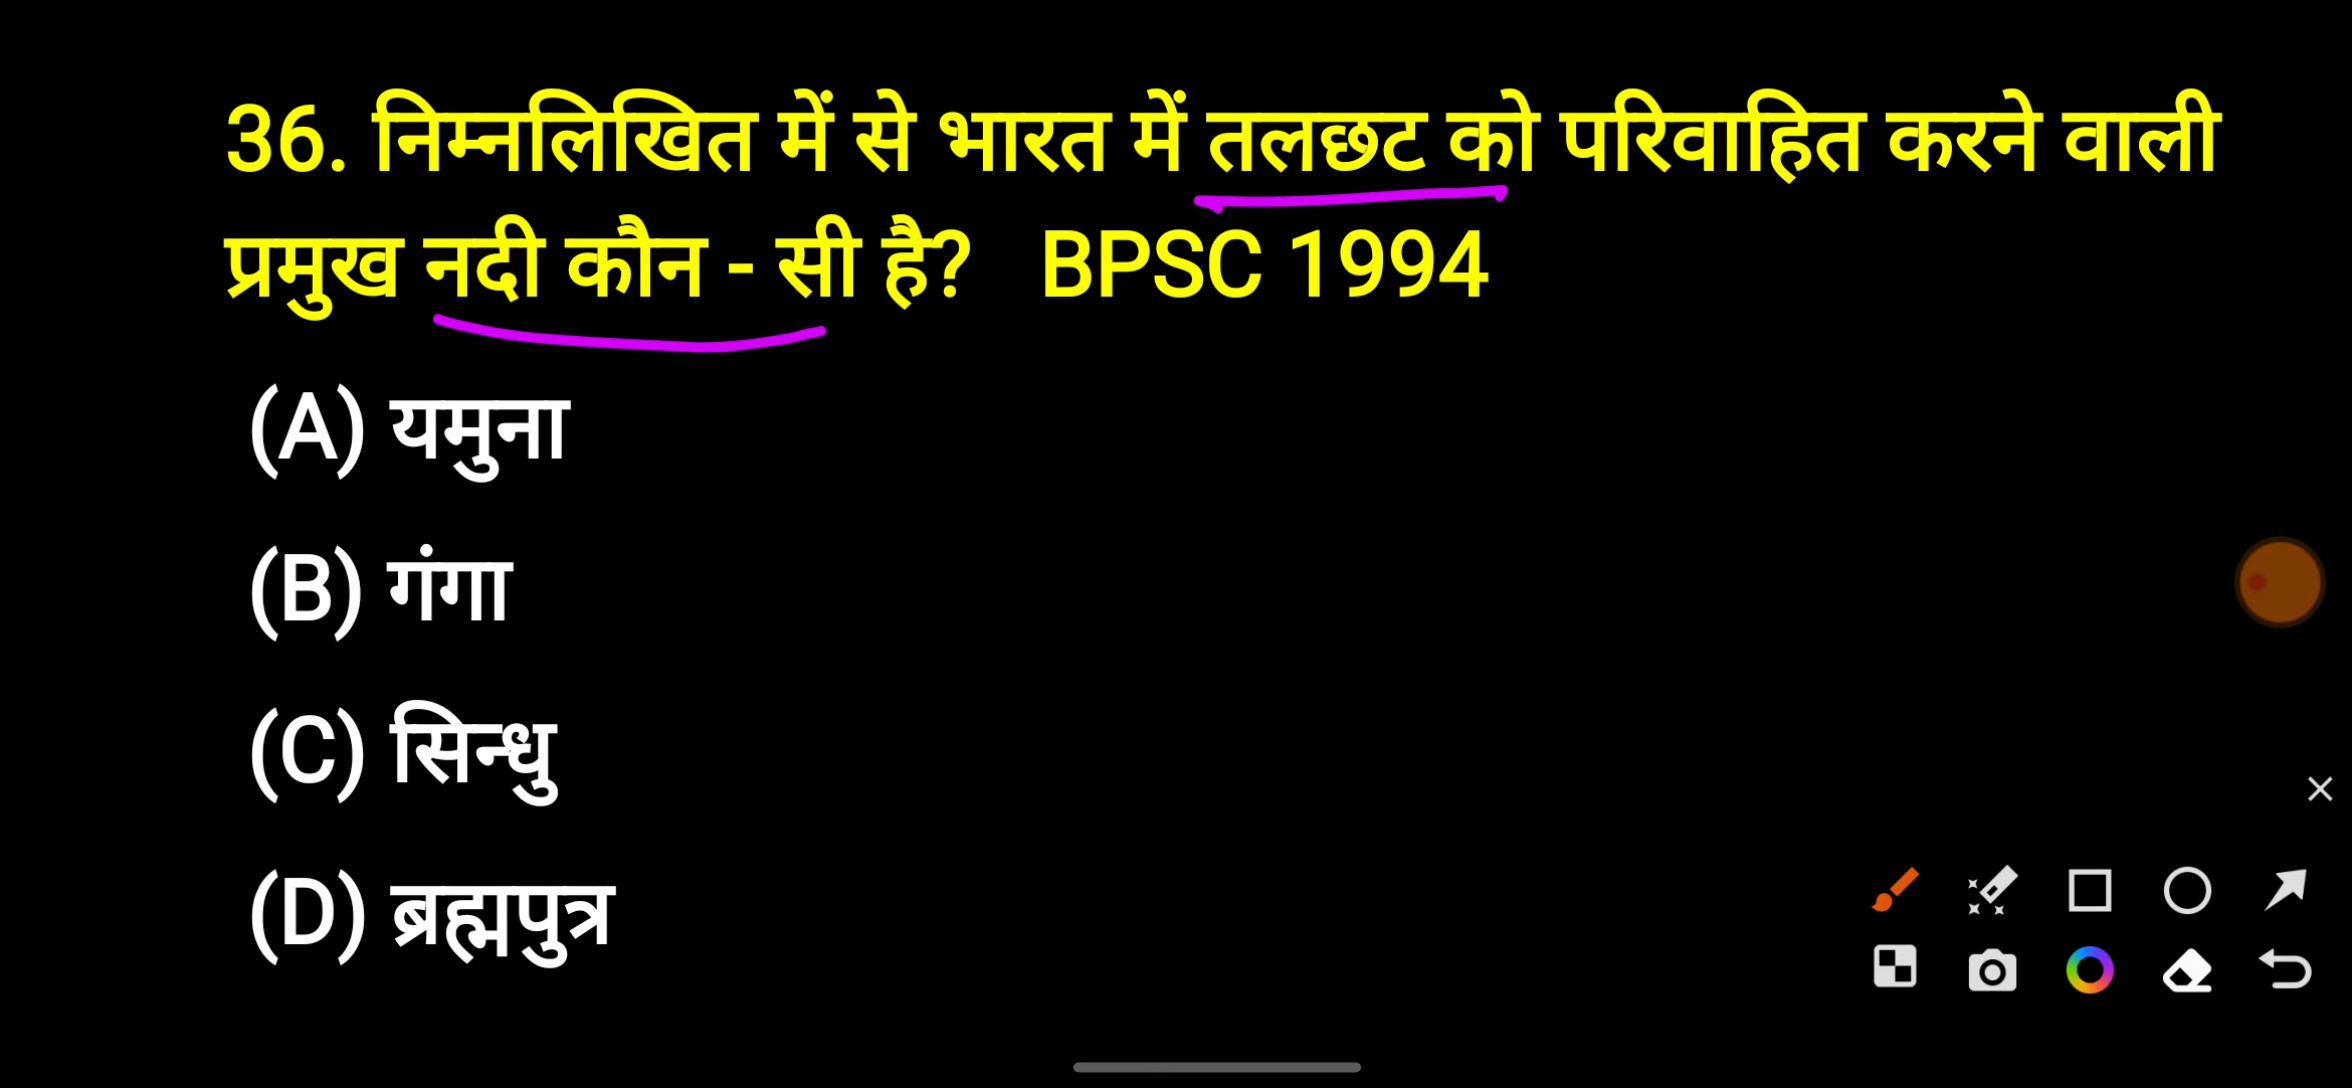 36. निम्नलिखित में से भारत में तलछट को परिवाहित करने वाली
प्रमुख नदी कौन - सी है? BPSC 1994
(A) यमुना
(B) गंगा
(C) सिन्धु
(D) ब्रह्मपुत्र